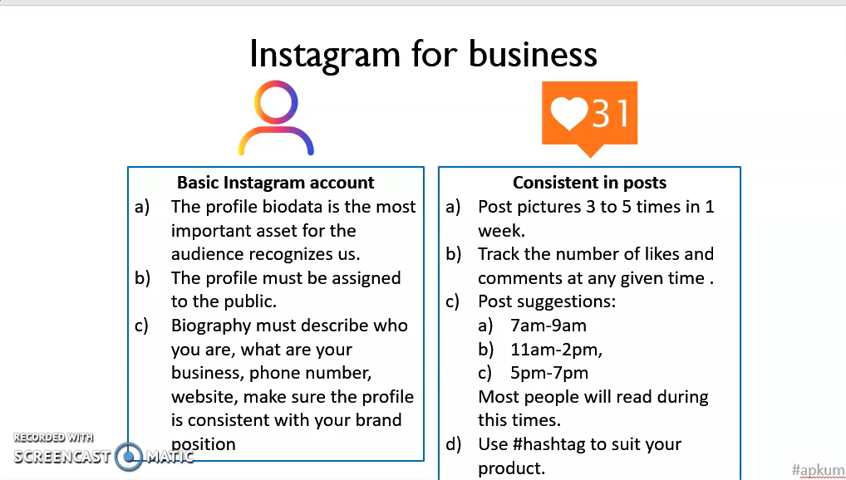 Instagram for business
31
Basic Instagram account
a) The profile biodata is the most
important asset for the
audience recognizes us.
b) The profile must be assigned
to the public.
c) Biography must describe who
you are, what are your
business, phone number,
website, make sure the profile
is consistent with your brand
position
Consistent in posts
a) Post pictures 3 to 5 times in 1
week.
b) Track the number of likes and
comments at any given time .
c) Post suggestions:
a) 7am-9am
b) 11am-2pm,
c) 5pm-7pm
Most people will read during
this times.
d) Use #hashtag to suit your
product.
RECORDED WITH
SCREENCAST MATIC
#apkum